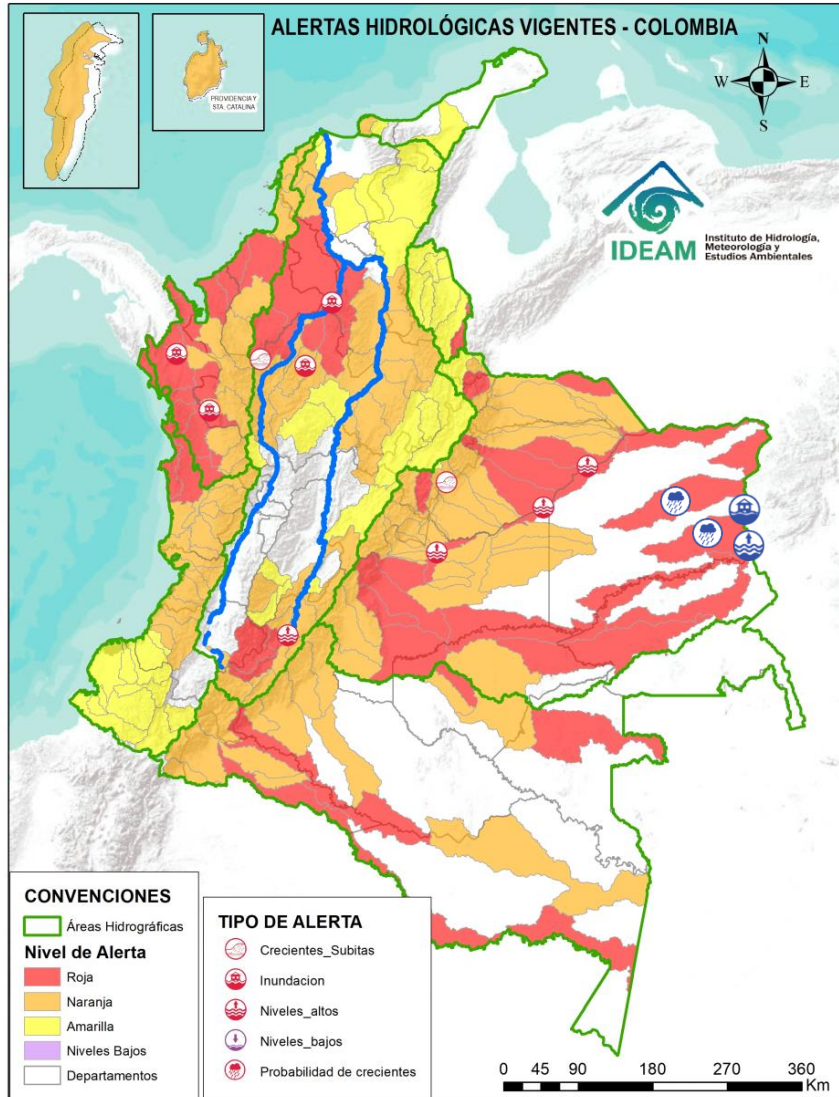 ALERTAS HIDROLÓGICAS VIGENTES - COLOMBIA
PROVIDENCIA Y
STA. CATALINA
N
W
E
S
IDEAM
Instituto de Hidrología,
Meteorología y
Estudios Ambientales
CONVENCIONES
Áreas Hidrográficas
Nivel de Alerta
Roja
Naranja
Amarilla
Niveles Bajos
Departamentos
TIPO DE ALERTA
Crecientes_Subitas
Inundacion
Niveles_altos
Niveles_bajos
Probabilidad de crecientes
0 45 90 180 270 360
Km